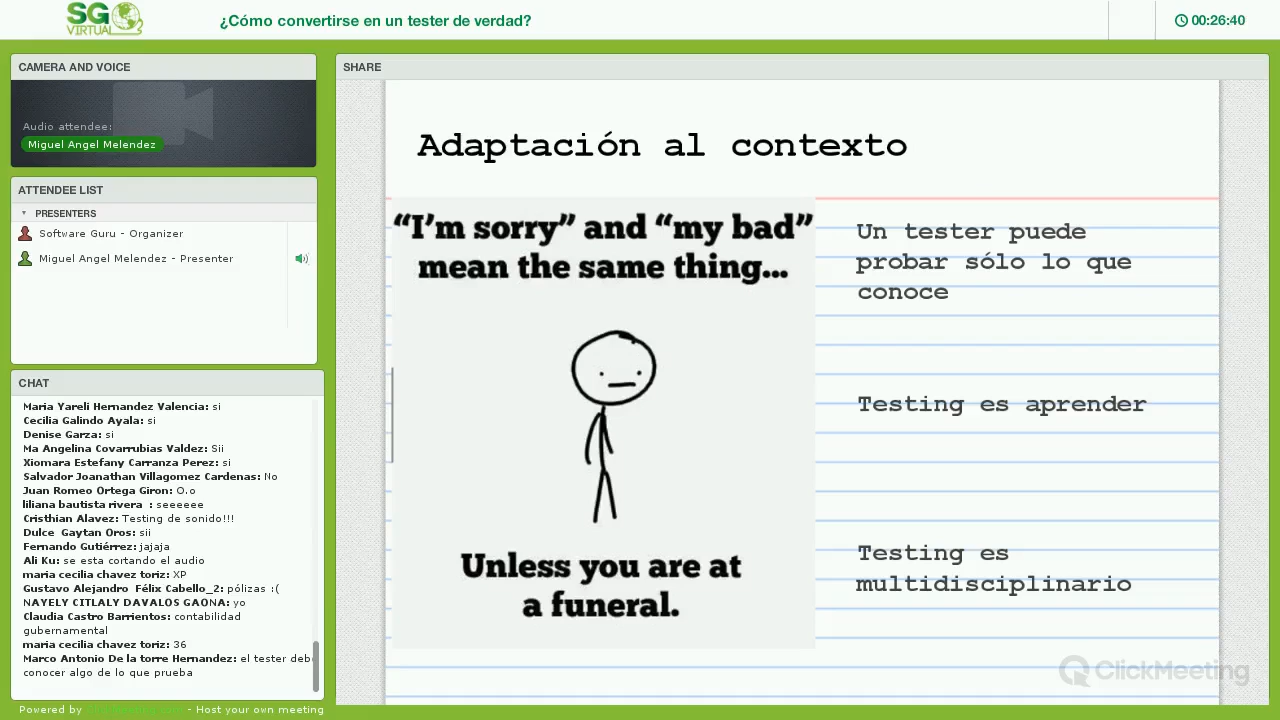 SG
VIRTUAL
¿Cómo convertirse en un tester de verdad?
00:26:40
CAMERA AND VOICE
Audio attendee:
Miguel Angel Melendez
ATTENDEE LIST
PRESENTERS
Software Guru - Organizer
Miguel Angel Melendez - Presenter
CHAT
Maria Yareli Hernandez Valencia: si
Cecilia Galindo Ayala: si
Denise Garza: si
Ma Angelina Covarrubias Valdez: Sii
Xiomara Estefany Carranza Perez: si
Salvador Joanathan Villagomez Cardenas: No
Juan Romeo Ortega Giron: O.o
liliana bautista rivera : seeeeee
Cristhian Alavez: Testing de sonido!!!
Dulce Gaytan Oros: sii
Fernando Gutiérrez: jajaja
Ali Ku: se esta cortando el audio
maria cecilia chavez toriz: XP
Gustavo Alejandro Félix Cabello_2: pólizas :(
NAYELY CITLALY DAVALOS GAONA: yo
Claudia Castro Barrientos: contabilidad
gubernamental
maria cecilia chavez toriz: 36
Marco Antonio De la torre Hernandez: el tester debe
conocer algo de lo que prueba
Powered by - Host your own meeting
SHARE
Adaptación al contexto
“I’m sorry” and “my bad”
mean the same thing...
Unless you are at
a funeral.
Un tester puede
probar sólo lo que
conoce
Testing es aprender
Testing es
multidisciplinario
ClickMeeting